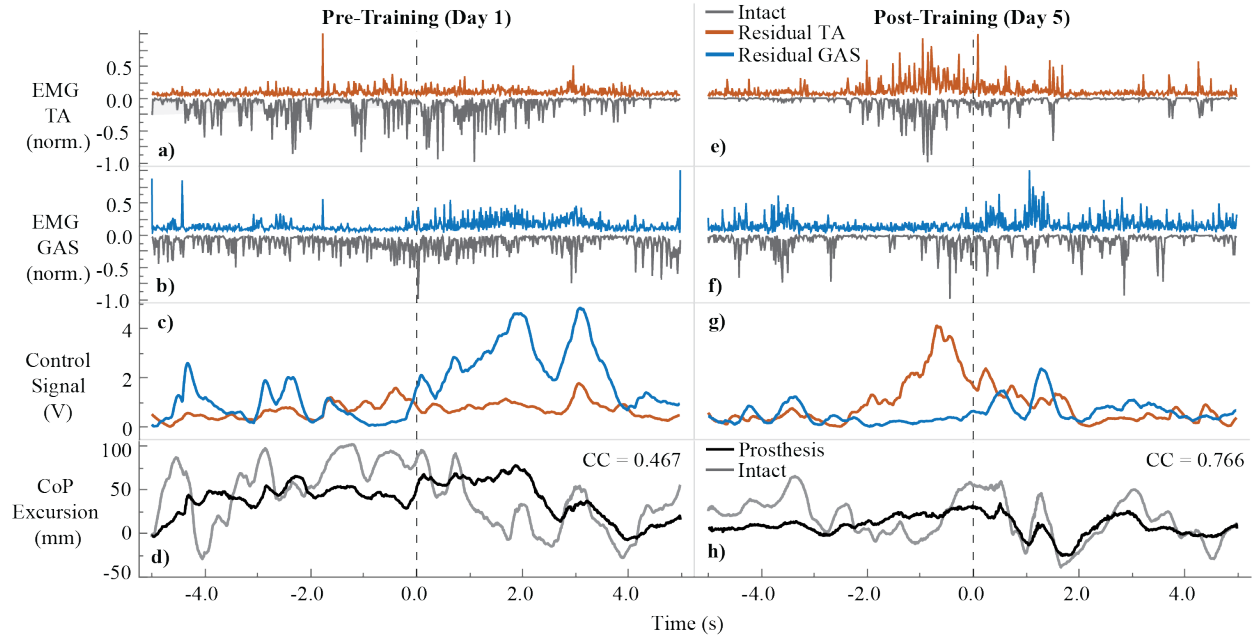 Pre-Training (Day 1)
Post-Training (Day 5)
Intact
Residual TA
Residual GAS
EMG
TA
(norm.)
0.5
0.0
-0.5
-1.0
a)
e)
EMG
GAS
(norm.)
0.5
0.0
-0.5
-1.0
b)
f)
Control
Signal
(V)
4
2
0
c)
g)
CoP
Excursion
(mm)
100
50
0
-50
CC = 0.467
d)
Prosthesis
Intact
CC = 0.766
h)
-4.0 -2.0 0.0 2.0 4.0 -4.0 -2.0 0.0 2.0 4.0
Time (s)